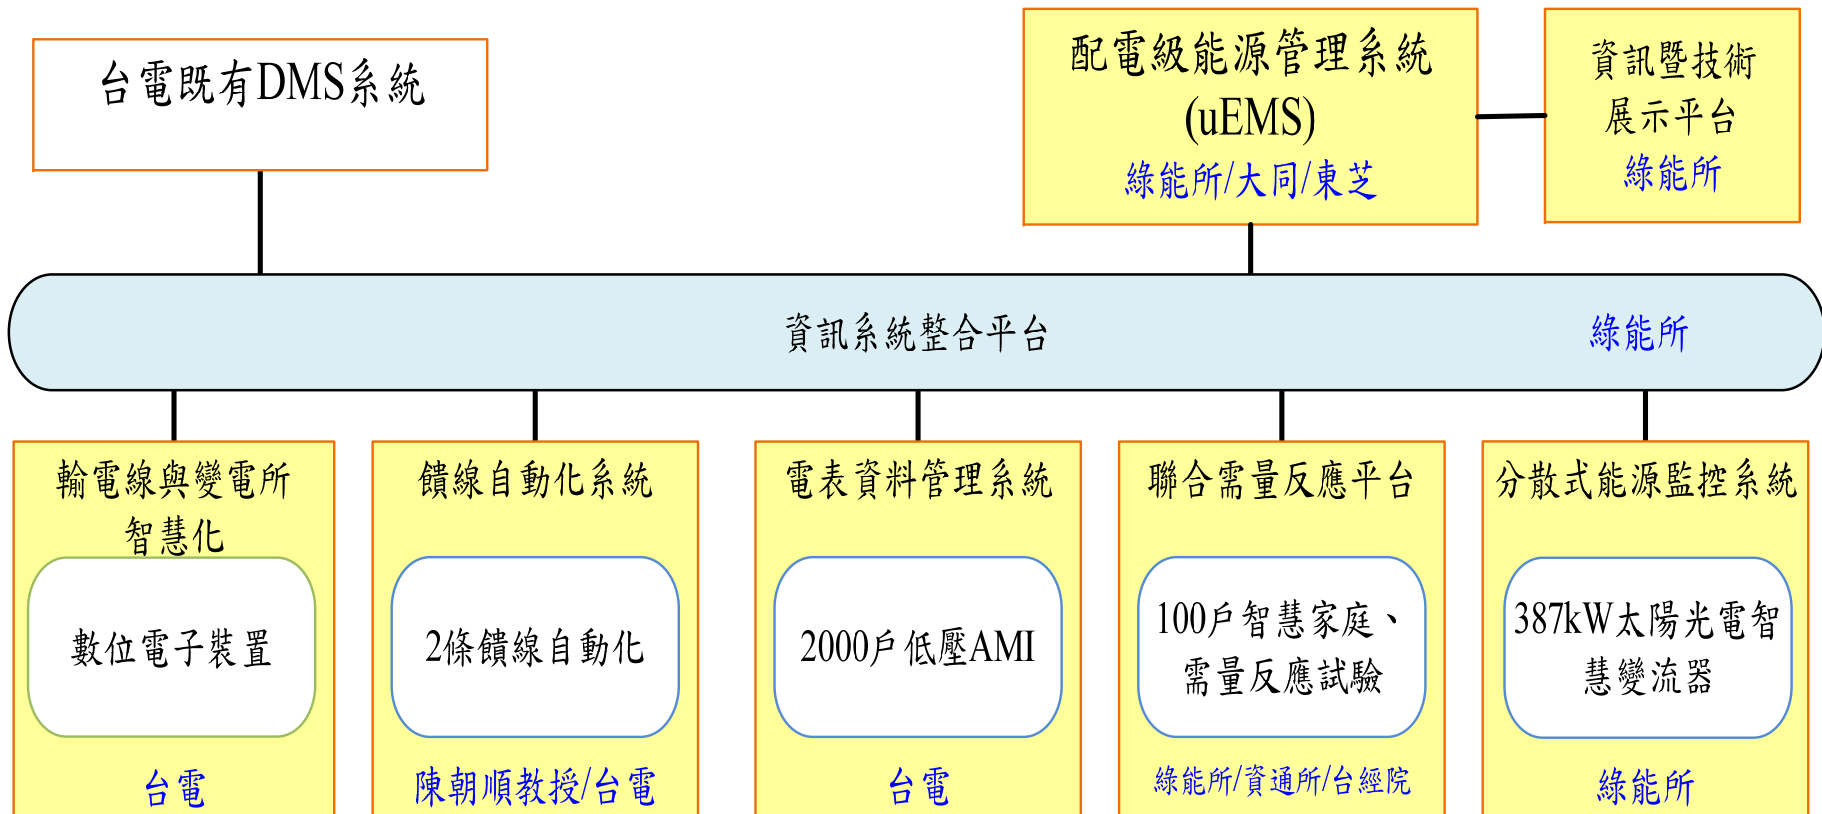 台電既有DMS系統
配電級能源管理系統
(uEMS)
綠能所/大同/東芝
資訊暨技術
展示平台
綠能所
資訊系統整合平台
綠能所
輸電線與變電所
智慧化
數位電子裝置
台電
饋線自動化系統
2條饋線自動化
陳朝順教授/台電
電表資料管理系統
2000戶低壓AMI
台電
聯合需量反應平台
100戶智慧家庭、
需量反應試驗
綠能所/資通所/台經院
分散式能源監控系統
387kW太陽光電智
慧變流器
綠能所